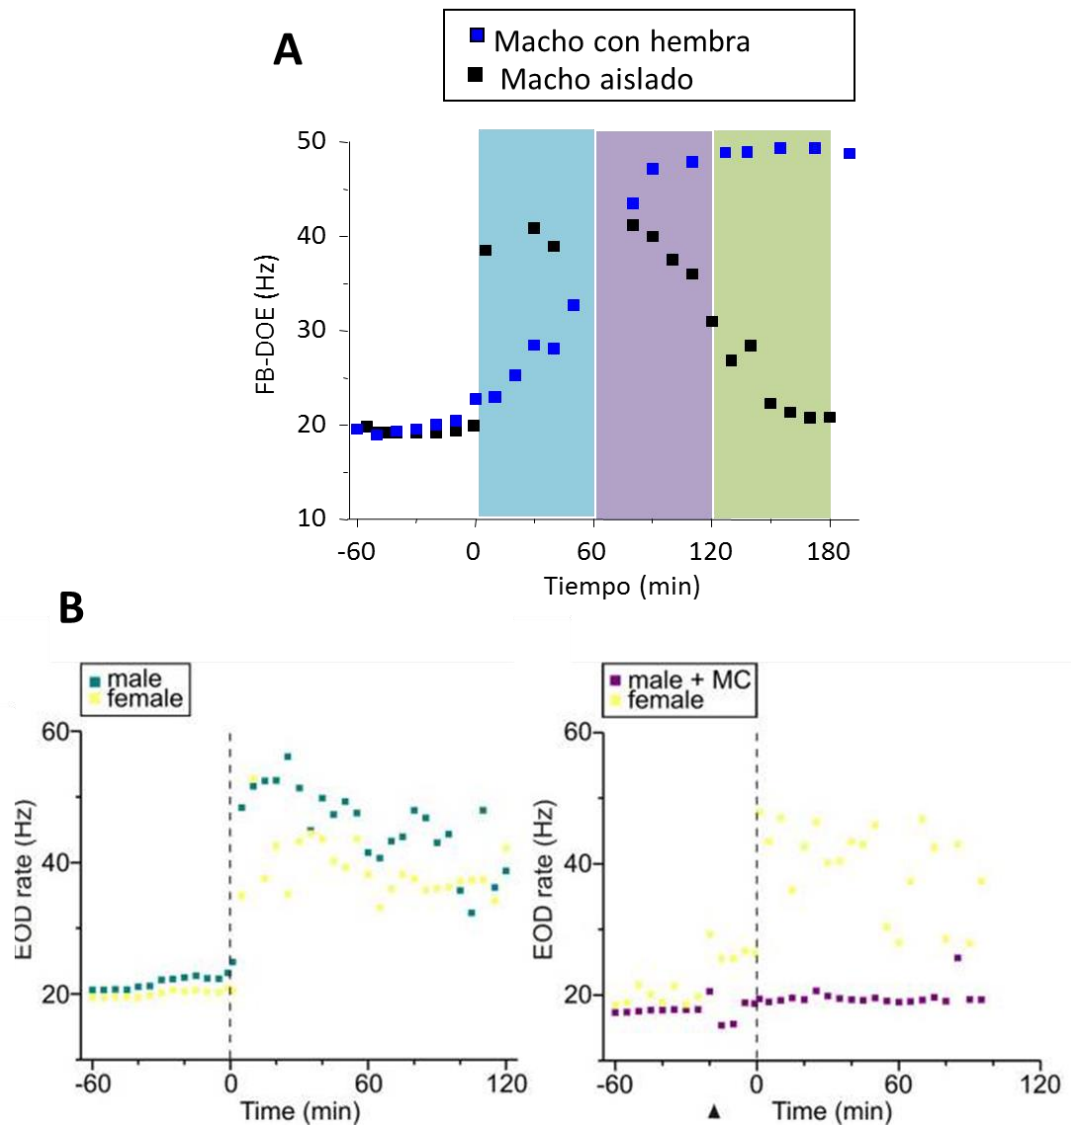 A
Macho con hembra
Macho aislado
50
40
30
20
10
FB-DOE (Hz)
-60 0 60 120 180
Tiempo (min)
B
male
female
60
40
20
EOD rate (Hz)
-60 0 60 120
Time (min)
male + MC
female
60
40
20
EOD rate (Hz)
-60 0 60 120
Time (min)